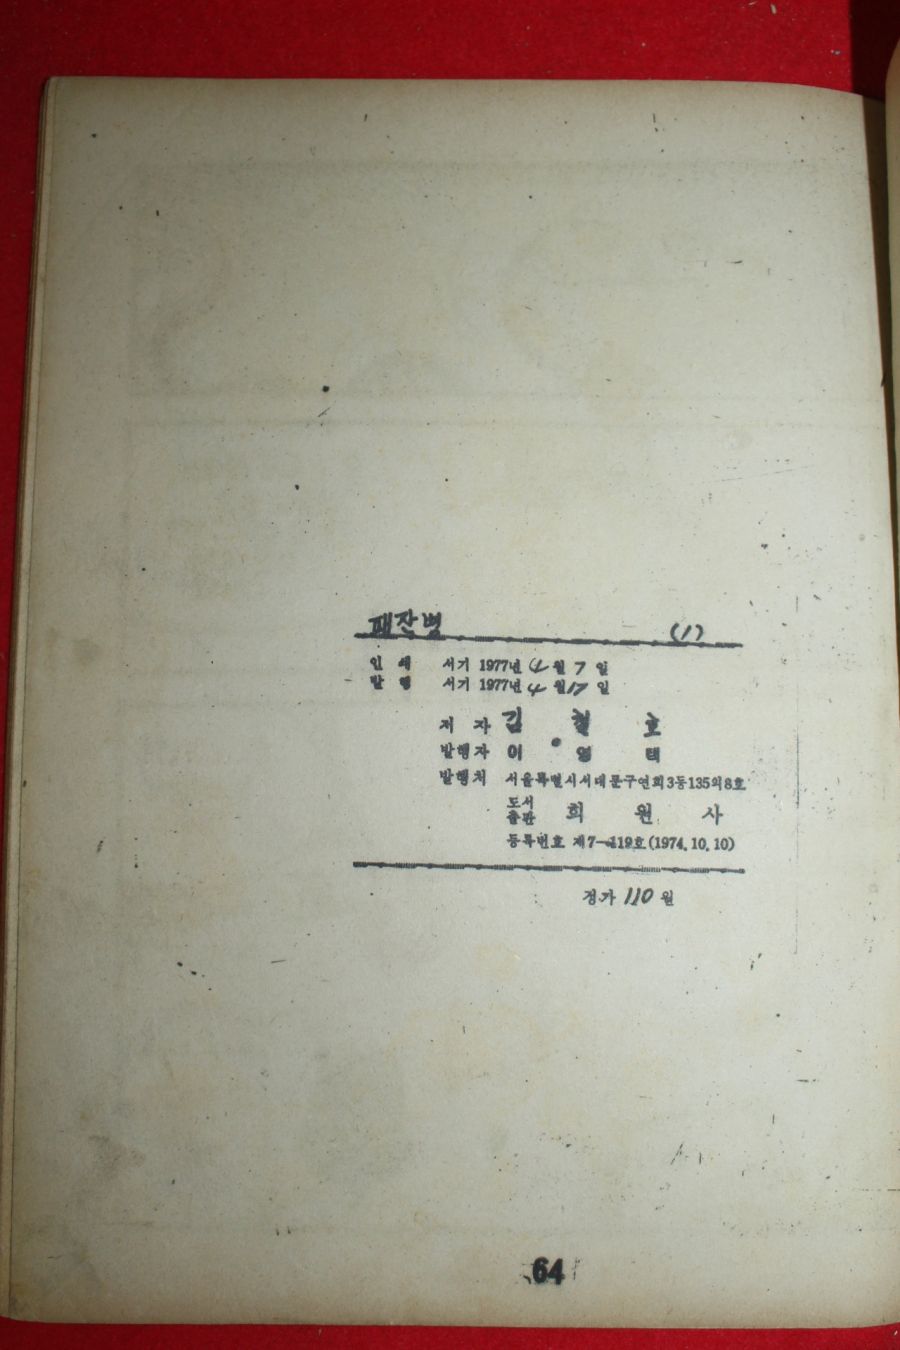 패잔병 (1)
인쇄 서기 1977년 4월 7일
발행 서기 1977년 4월 17일
저자 김철호
발행자 이영택
발행처 서울특별시서대문구연희3동135의8호
도서출판 희원사
등록번호 제7-119호(1974.10.10)
정가 110원
64